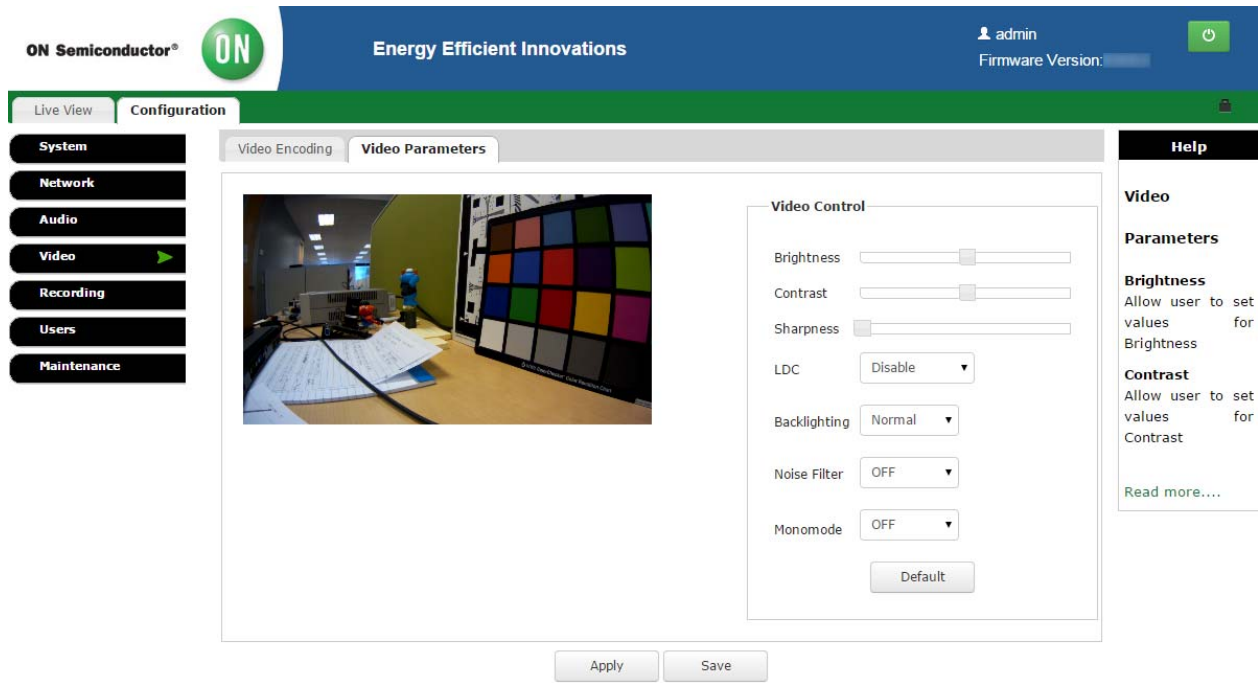 ON Semiconductor®
ON
Energy Efficient Innovations
admin
Firmware Version:
Live View
Configuration
System
Network
Audio
Video
Recording
Users
Maintenance
Video Encoding
Video Parameters
Video Control
Brightness
Contrast
Sharpness
LDC
Disable
Backlighting
Normal
Noise Filter
OFF
Monomode
OFF
Default
Apply
Save
Help
Video
Parameters
Brightness
Allow user to set
values for
Brightness
Contrast
Allow user to set
values for
Contrast
Read more....